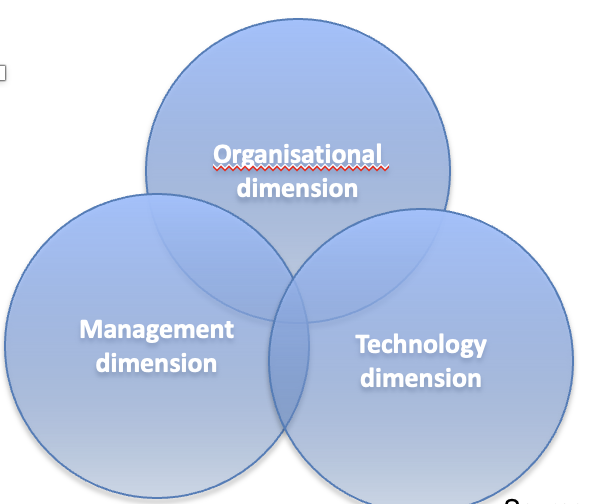 Organisational
dimension
Management
dimension
Technology
dimension